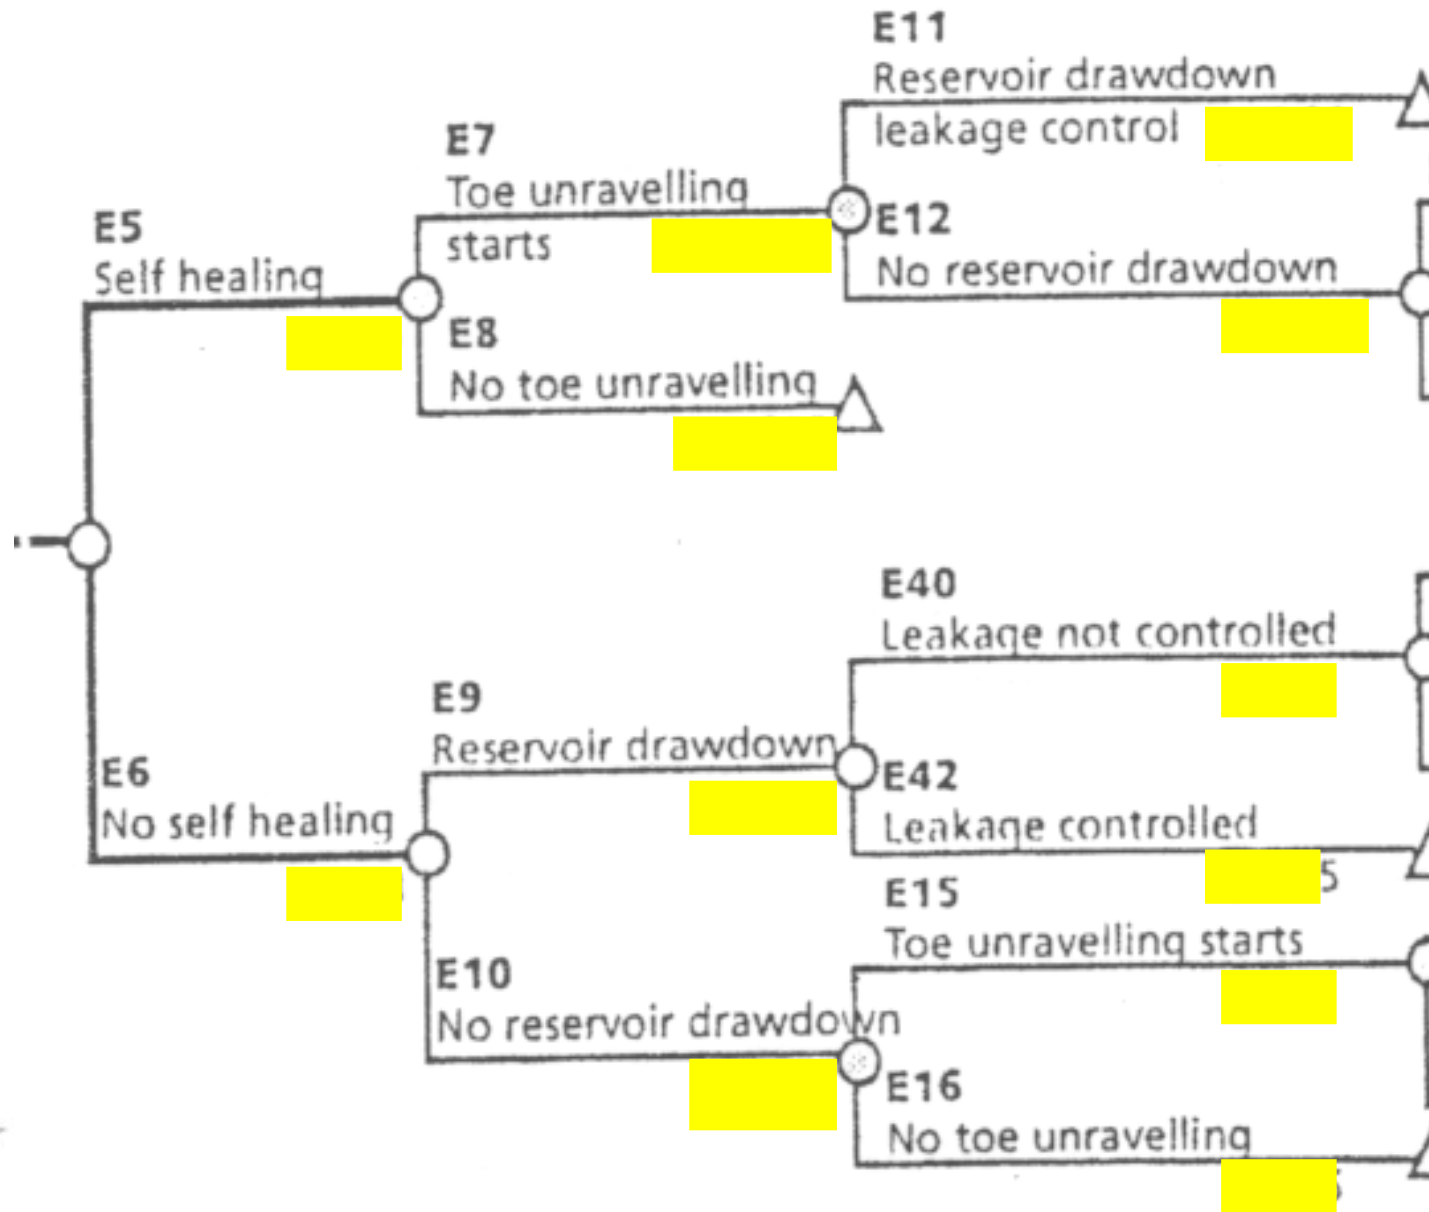 E11
Reservoir drawdown
leakage control
E7
Toe unravelling
starts
E12
No reservoir drawdown
E5
Self healing
E8
No toe unravelling
E40
Leakage not controlled
E9
Reservoir drawdown
E42
Leakage controlled
5
E6
No self healing
E15
Toe unravelling starts
E10
No reservoir drawdown
E16
No toe unravelling